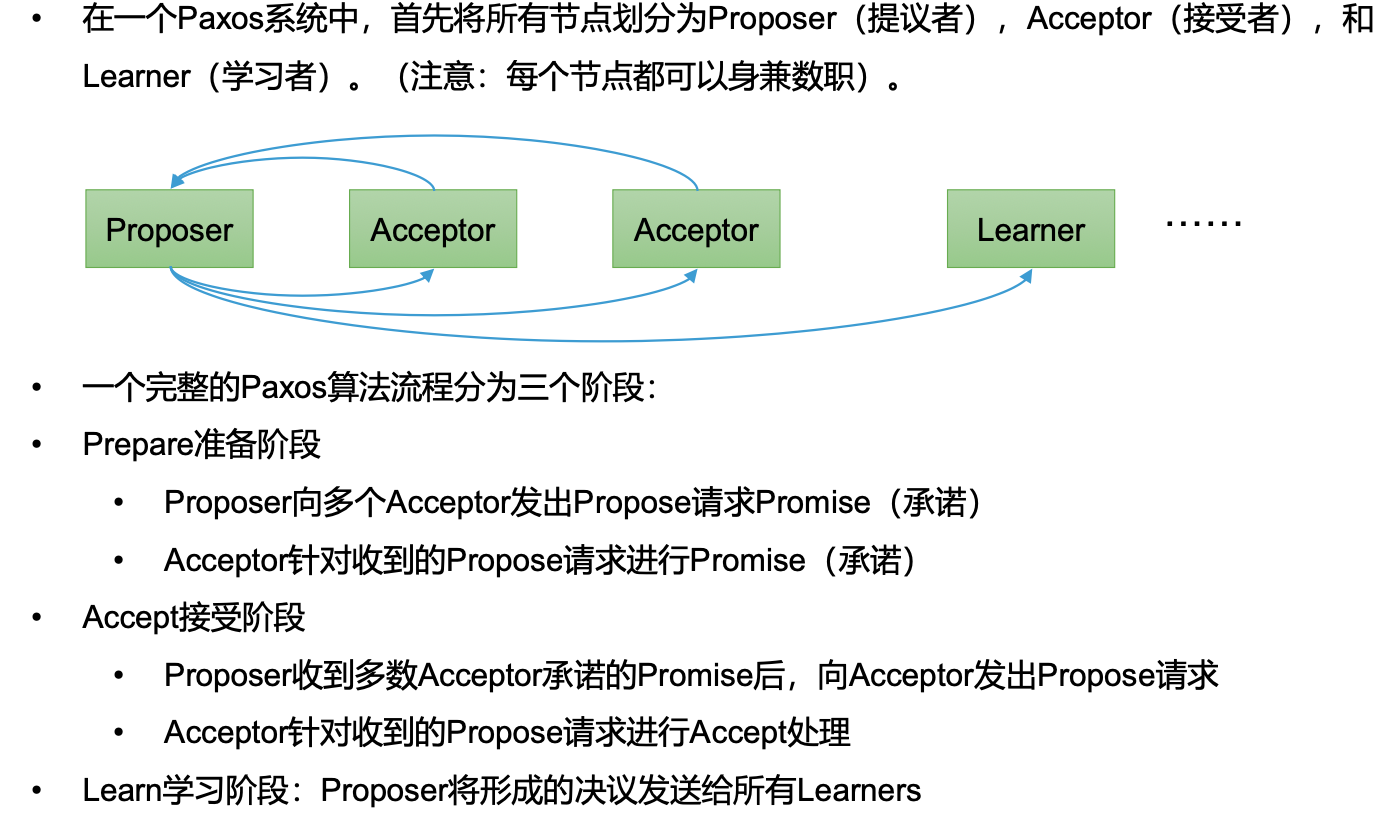 • 在一个Paxos系统中，首先将所有节点划分为Proposer（提议者），Acceptor（接受者），和
Learner（学习者）。（注意：每个节点都可以身兼数职）。
Proposer Acceptor Acceptor Learner ······
• 一个完整的Paxos算法流程分为三个阶段：
• Prepare准备阶段
• Proposer向多个Acceptor发出Propose请求Promise（承诺）
• Acceptor针对收到的Propose请求进行Promise（承诺）
• Accept接受阶段
• Proposer收到多数Acceptor承诺的Promise后，向Acceptor发出Propose请求
• Acceptor针对收到的Propose请求进行Accept处理
• Learn学习阶段：Proposer将形成的决议发送给所有Learners